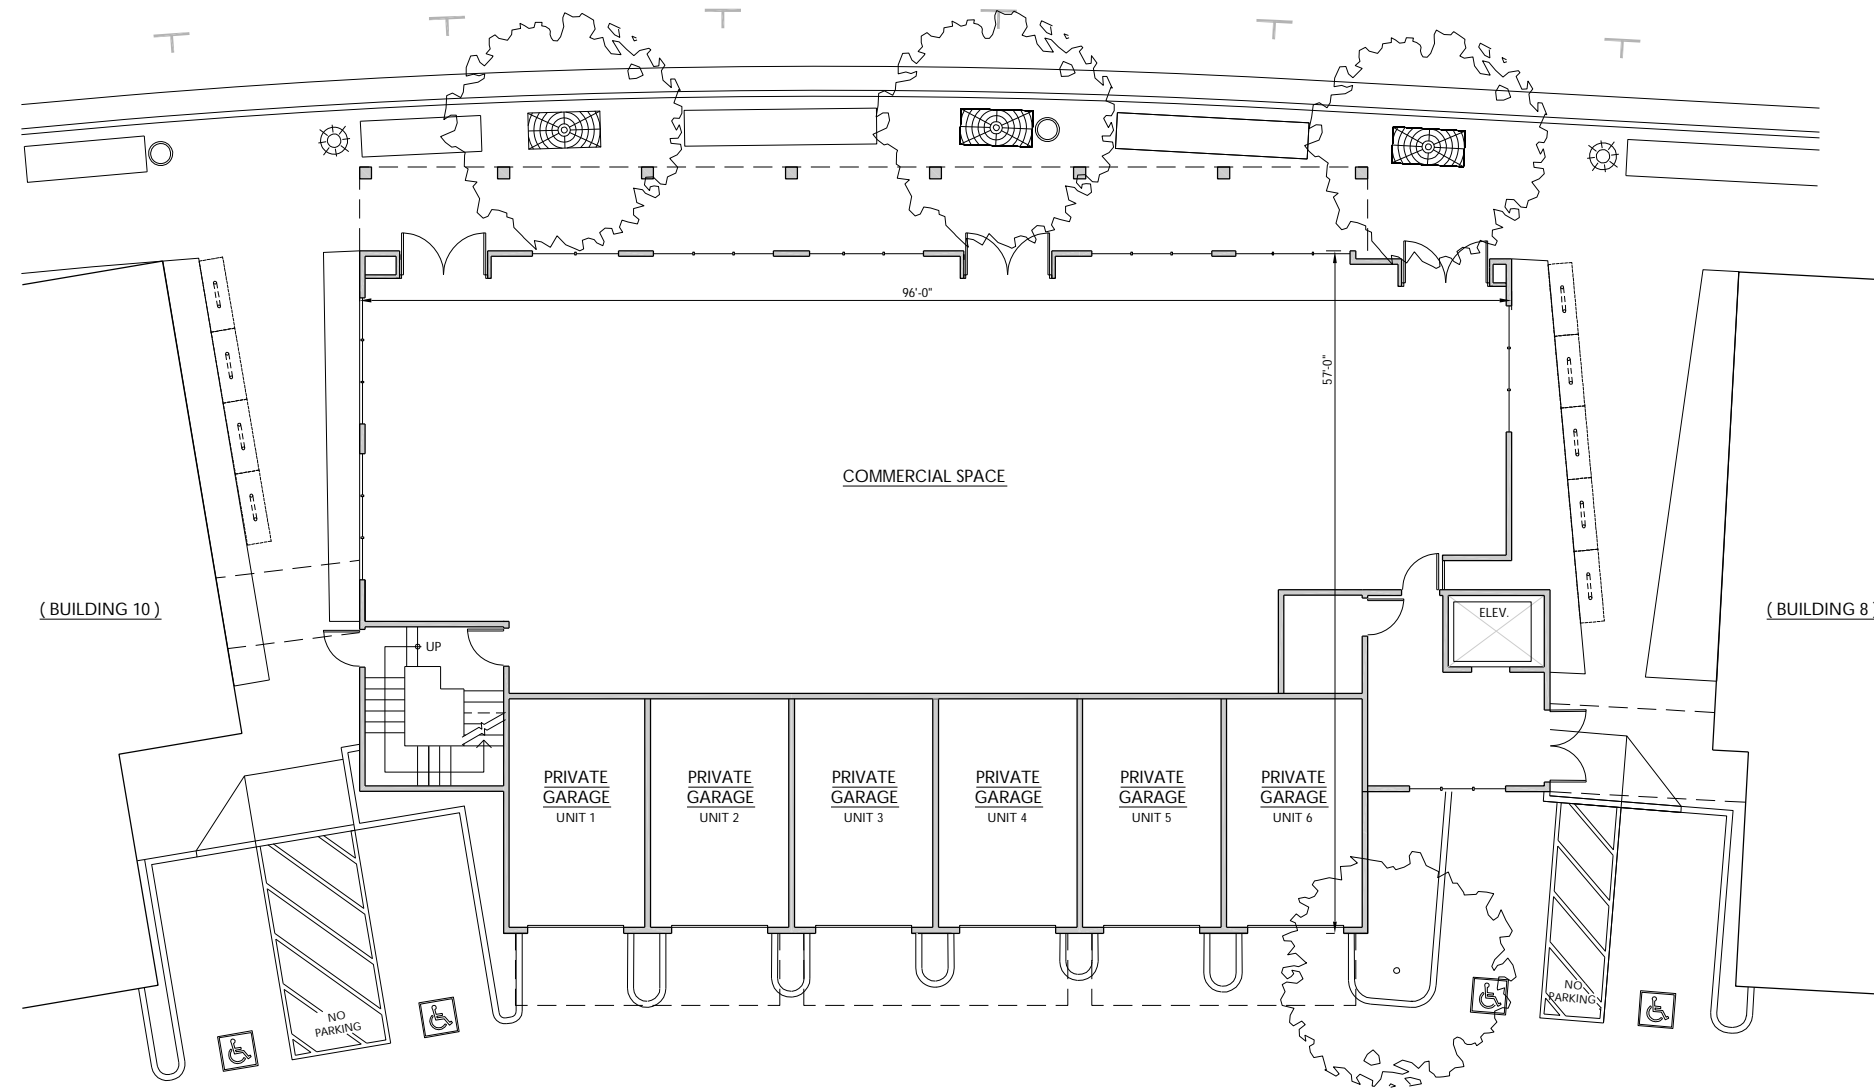 96'-0"
57'-0"
COMMERCIAL SPACE
( BUILDING 10 )
( BUILDING 8 )
ELEV.
UP
PRIVATE
GARAGE
UNIT 1
PRIVATE
GARAGE
UNIT 2
PRIVATE
GARAGE
UNIT 3
PRIVATE
GARAGE
UNIT 4
PRIVATE
GARAGE
UNIT 5
PRIVATE
GARAGE
UNIT 6
NO
PARKING
NO
PARKING